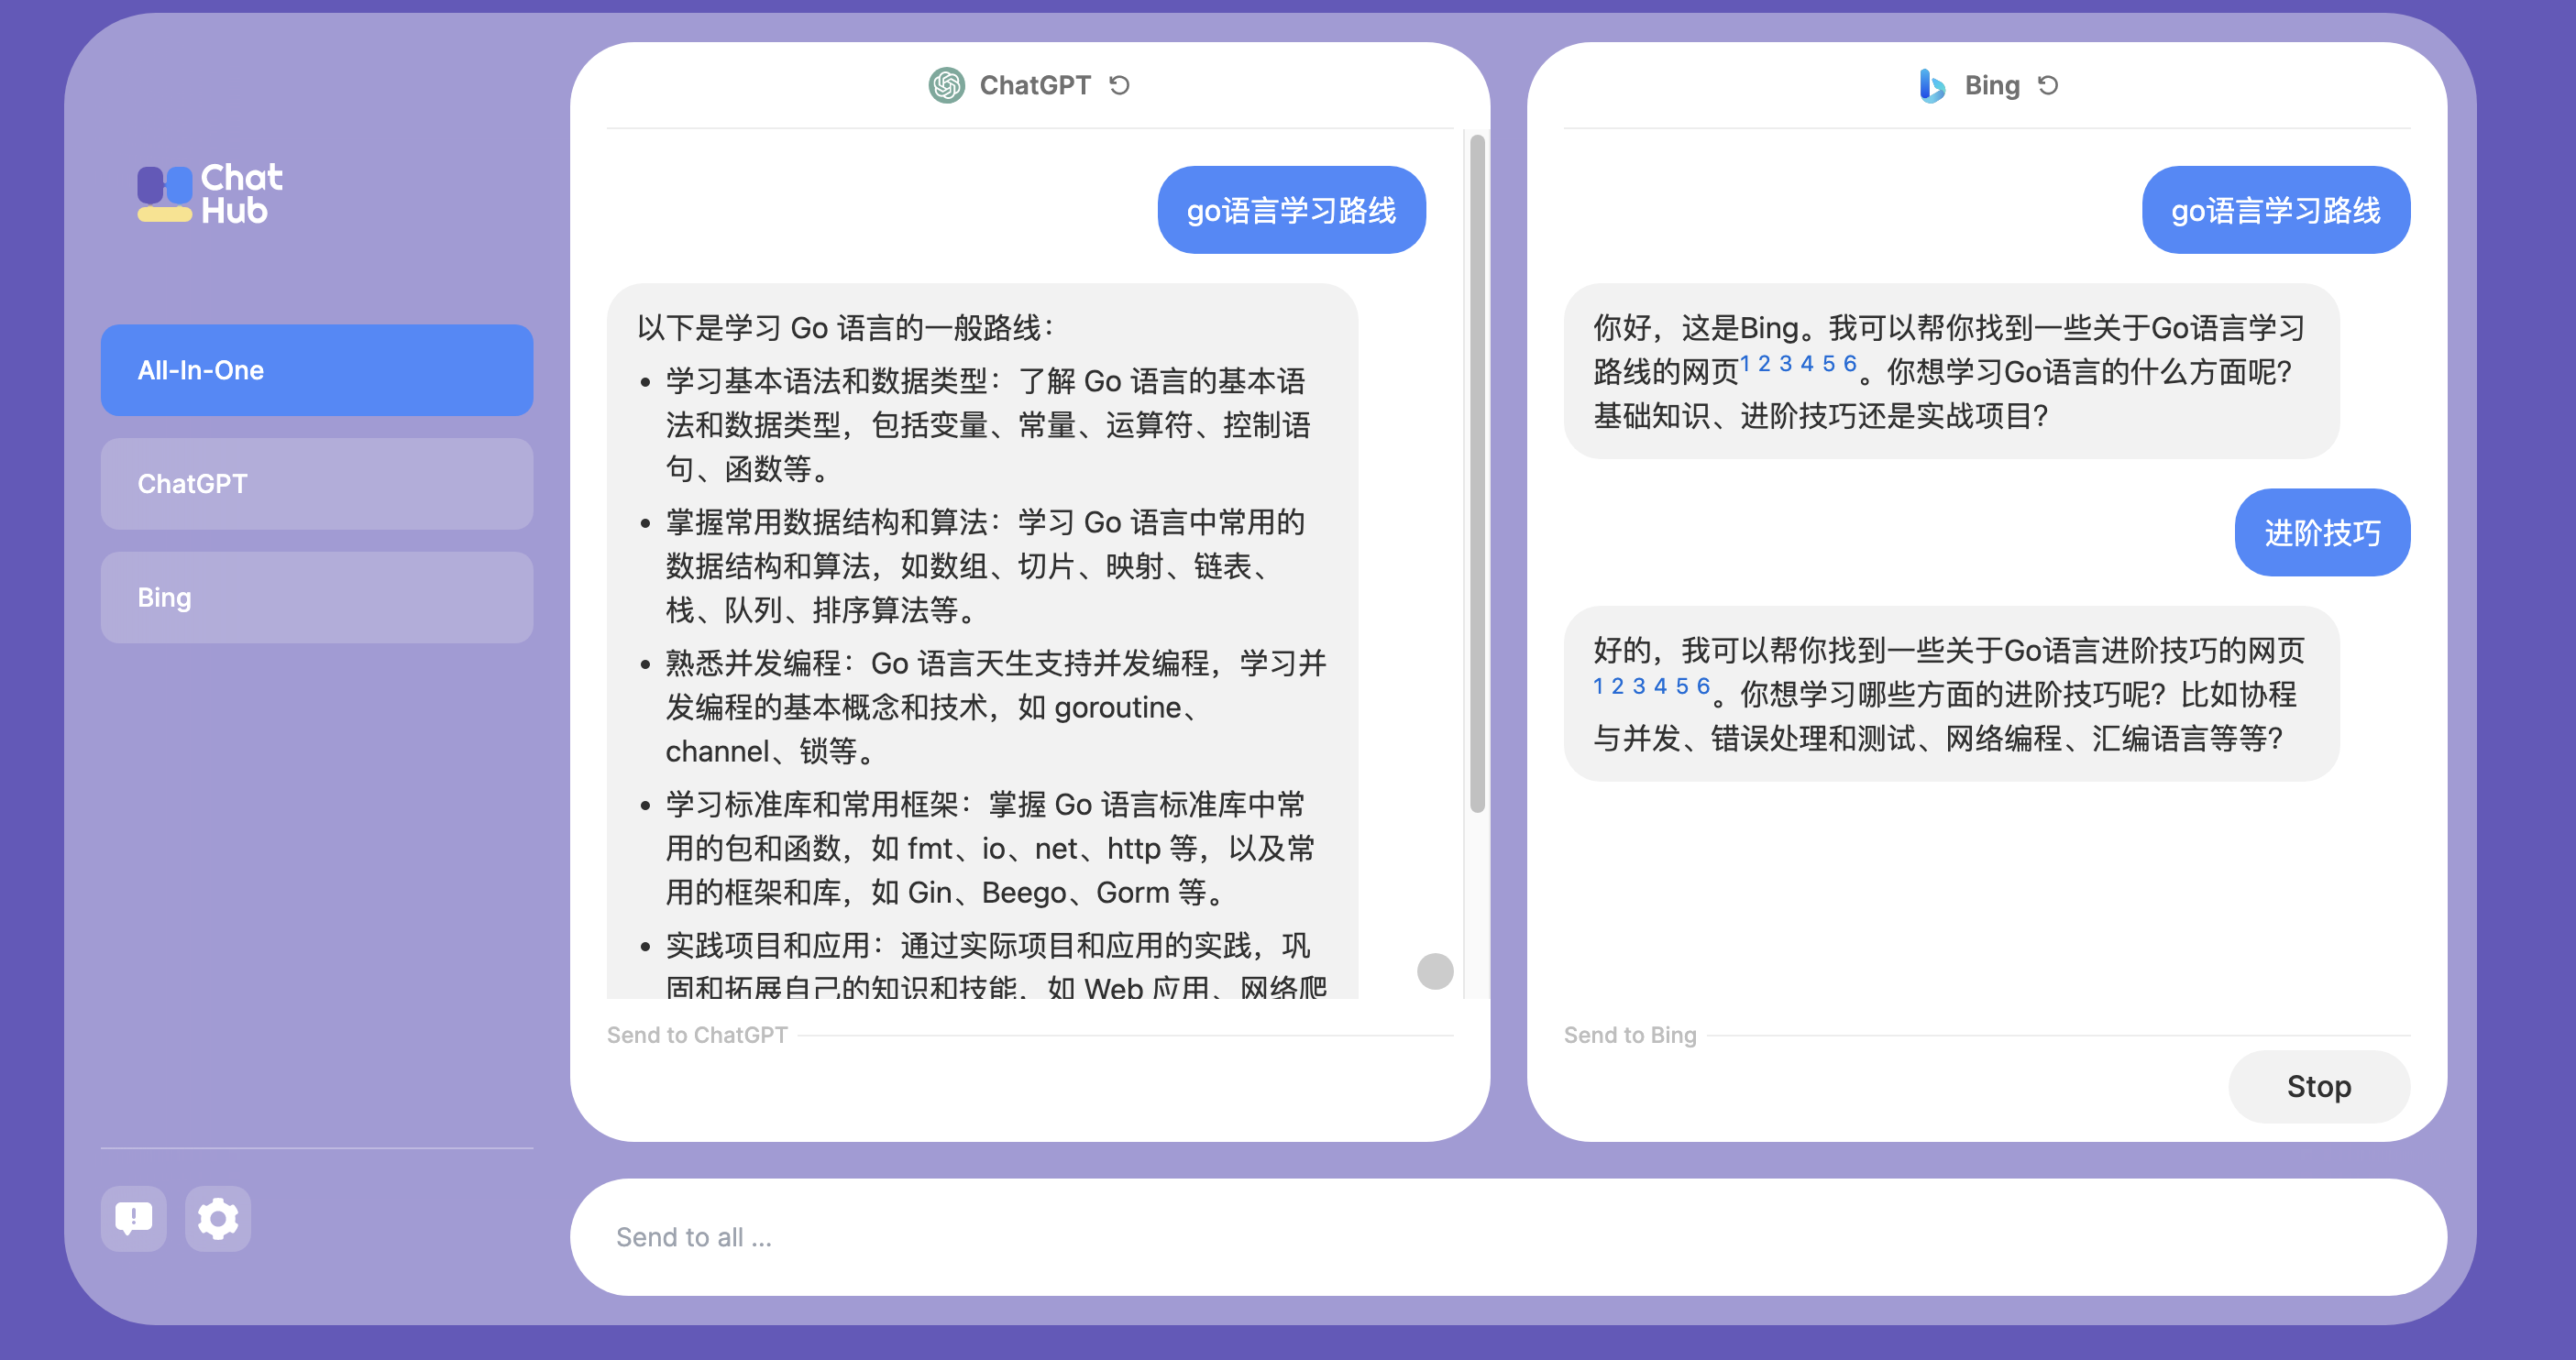 Chat
Hub
All-In-One
ChatGPT
Bing
ChatGPT
go语言学习路线
以下是学习 Go 语言的一般路线：
• 学习基本语法和数据类型：了解 Go 语言的基本语
法和数据类型，包括变量、常量、运算符、控制语
句、函数等。
• 掌握常用数据结构和算法：学习 Go 语言中常用的
数据结构和算法，如数组、切片、映射、链表、
栈、队列、排序算法等。
• 熟悉并发编程：Go 语言天生支持并发编程，学习并
发编程的基本概念和技术，如 goroutine、
channel、锁等。
• 学习标准库和常用框架：掌握 Go 语言标准库中常
用的包和函数，如 fmt、io、net、http 等，以及常
用的框架和库，如 Gin、Beego、Gorm 等。
• 实践项目和应用：通过实际项目和应用的实践，巩
固和拓展自己的知识和技能，如 Web 应用、网络爬
Send to ChatGPT
Bing
go语言学习路线
你好，这是Bing。我可以帮你找到一些关于Go语言学习
路线的网页1 2 3 4 5 6。你想学习Go语言的什么方面呢？
基础知识、进阶技巧还是实战项目？
进阶技巧
好的，我可以帮你找到一些关于Go语言进阶技巧的网页
1 2 3 4 5 6。你想学习哪些方面的进阶技巧呢？比如协程
与并发、错误处理和测试、网络编程、汇编语言等等？
Send to Bing
Stop
Send to all ...